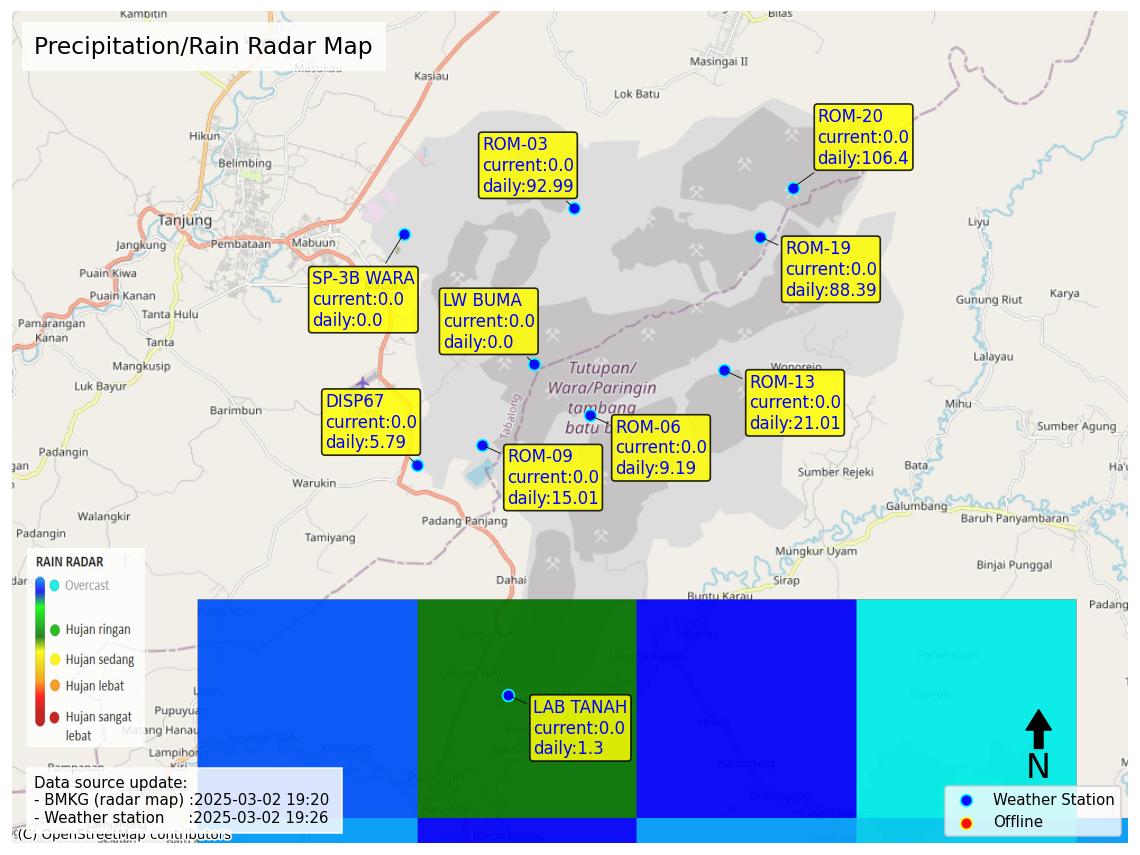 Kambitin
Bilas
Precipitation/Rain Radar Map
Masukau
Kasiau
Masingai II
Lok Batu
ROM-20
current:0.0
daily:106.4
Hikun
ROM-03
current:0.0
daily:92.99
Belimbing
Tanjung
Liyu
Jangkung
Pembataan
Mabuun
ROM-19
current:0.0
daily:88.39
Puain Kiwa
SP-3B WARA
current:0.0
daily:0.0
Puain Kanan
LW BUMA
current:0.0
daily:0.0
Karya
Gunung Riut
Tanta Hulu
Pamarangan
Kanan
Tanta
Lalayau
Mangkusip
Tutupan/
Wara/Paringin
tambang
batu b
Wonorejo
ROM-13
current:0.0
daily:21.01
Luk Bayur
Barimbun
DISP67
current:0.0
daily:5.79
Tabalong
Mihu
ROM-06
current:0.0
daily:9.19
Sumber Agung
ROM-09
current:0.0
daily:15.01
gan
Bata
Sumber Rejeki
Warukin
Galumbang
Walangkir
Padang Panjang
Baruh Panyambaran
Padangin
Tamiyang
Mungkur Uyam
Binjai Punggal
RAIN RADAR
Overcast
Hujan ringan
Hujan sedang
Hujan lebat
Hujan sangat
lebat
Dahai
Sirap
Buntu Karau
Padang
LAB TANAH
current:0.0
daily:1.3
Pupuyuan
Matang Hanau
Lampihong
Paringin
N
Data source update:
- BMKG (radar map) :2025-03-02 19:20
- Weather station :2025-03-02 19:26
(C) OpenStreetMap contributors
Weather Station
Offline